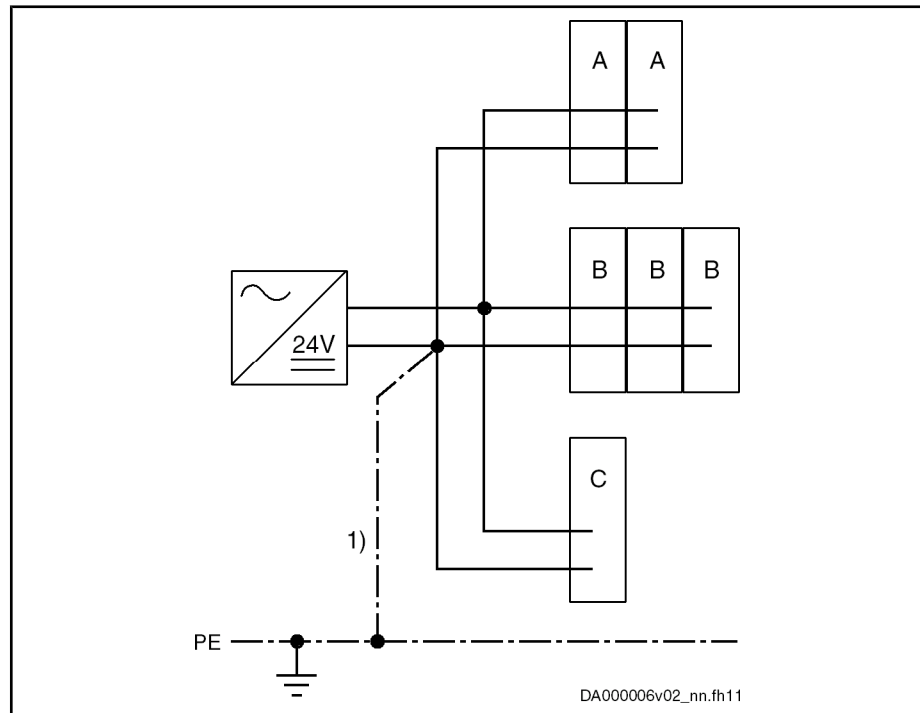 A A
B B B
24V
C
1)
PE
DA000006v02_nn.fh11